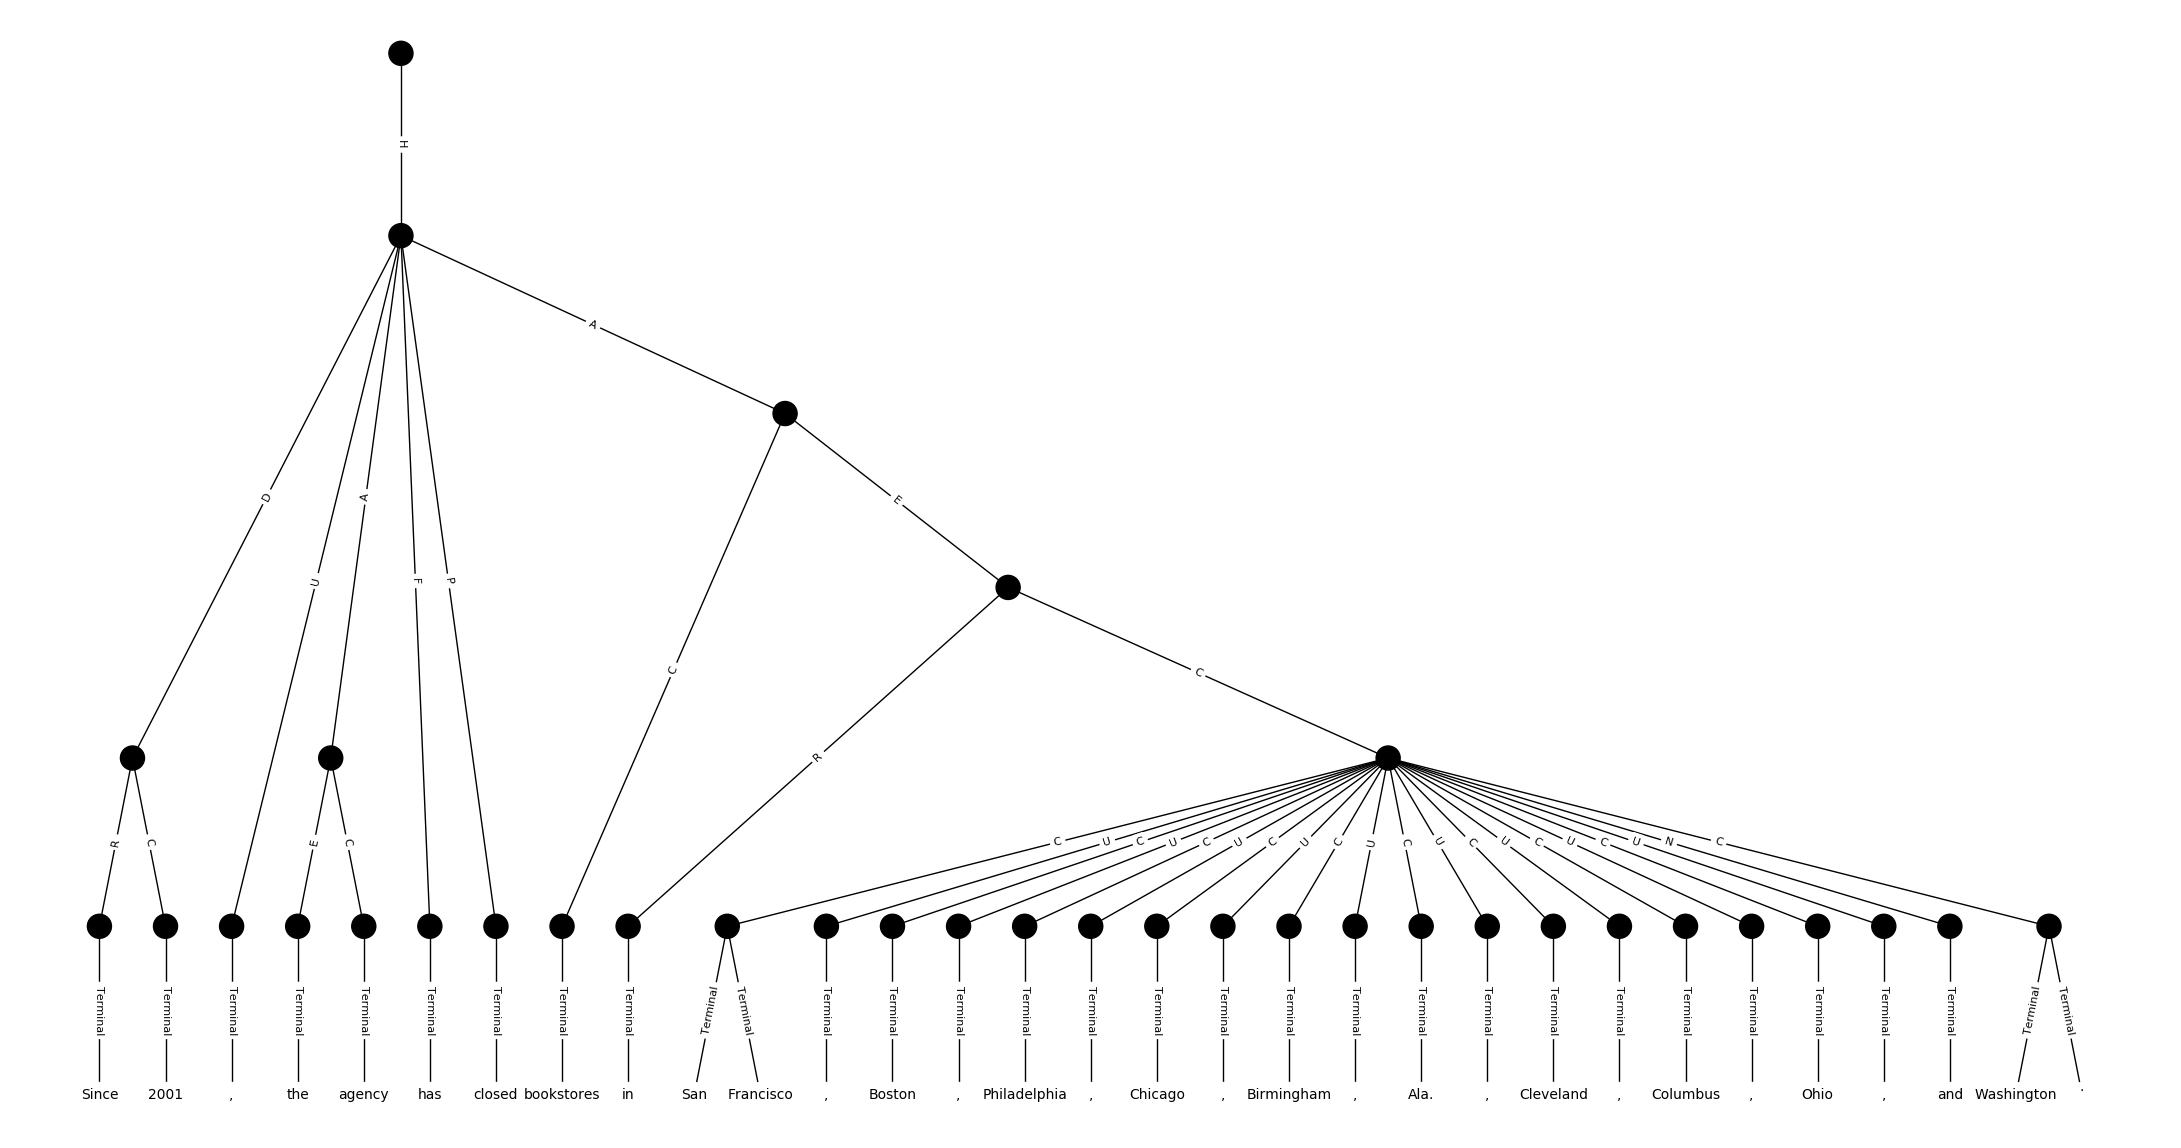 H
A
D
A
E
U
F
P
C
C
R
R
C
E
C
C
U
C
U
C
U
C
U
C
U
C
U
C
U
C
U
C
U
N
C
Terminal Terminal Terminal Terminal Terminal Terminal Terminal Terminal Terminal Terminal Terminal Terminal Terminal Terminal Terminal Terminal Terminal Terminal Terminal Terminal Terminal Terminal Terminal Terminal Terminal Terminal Terminal Terminal Terminal Terminal Terminal
Since 2001 , the agency has closed bookstores in San Francisco , Boston , Philadelphia , Chicago , Birmingham , Ala. , Cleveland , Columbus , Ohio , and Washington .